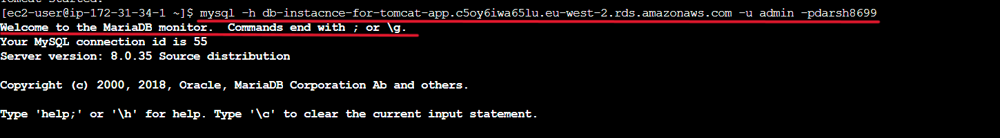 Tomcat started.
[ec2-user@ip-172-31-34-1 ~]$ mysql -h db-instacnce-for-tomcat-app.c5oy6iwa65lu.eu-west-2.rds.amazonaws.com -u admin -pdarsh8699
Welcome to the MariaDB monitor.  Commands end with ; or \g.
Your MySQL connection id is 55
Server version: 8.0.35 Source distribution
Copyright (c) 2000, 2018, Oracle, MariaDB Corporation Ab and others.
Type 'help;' or '\h' for help. Type '\c' to clear the current input statement.